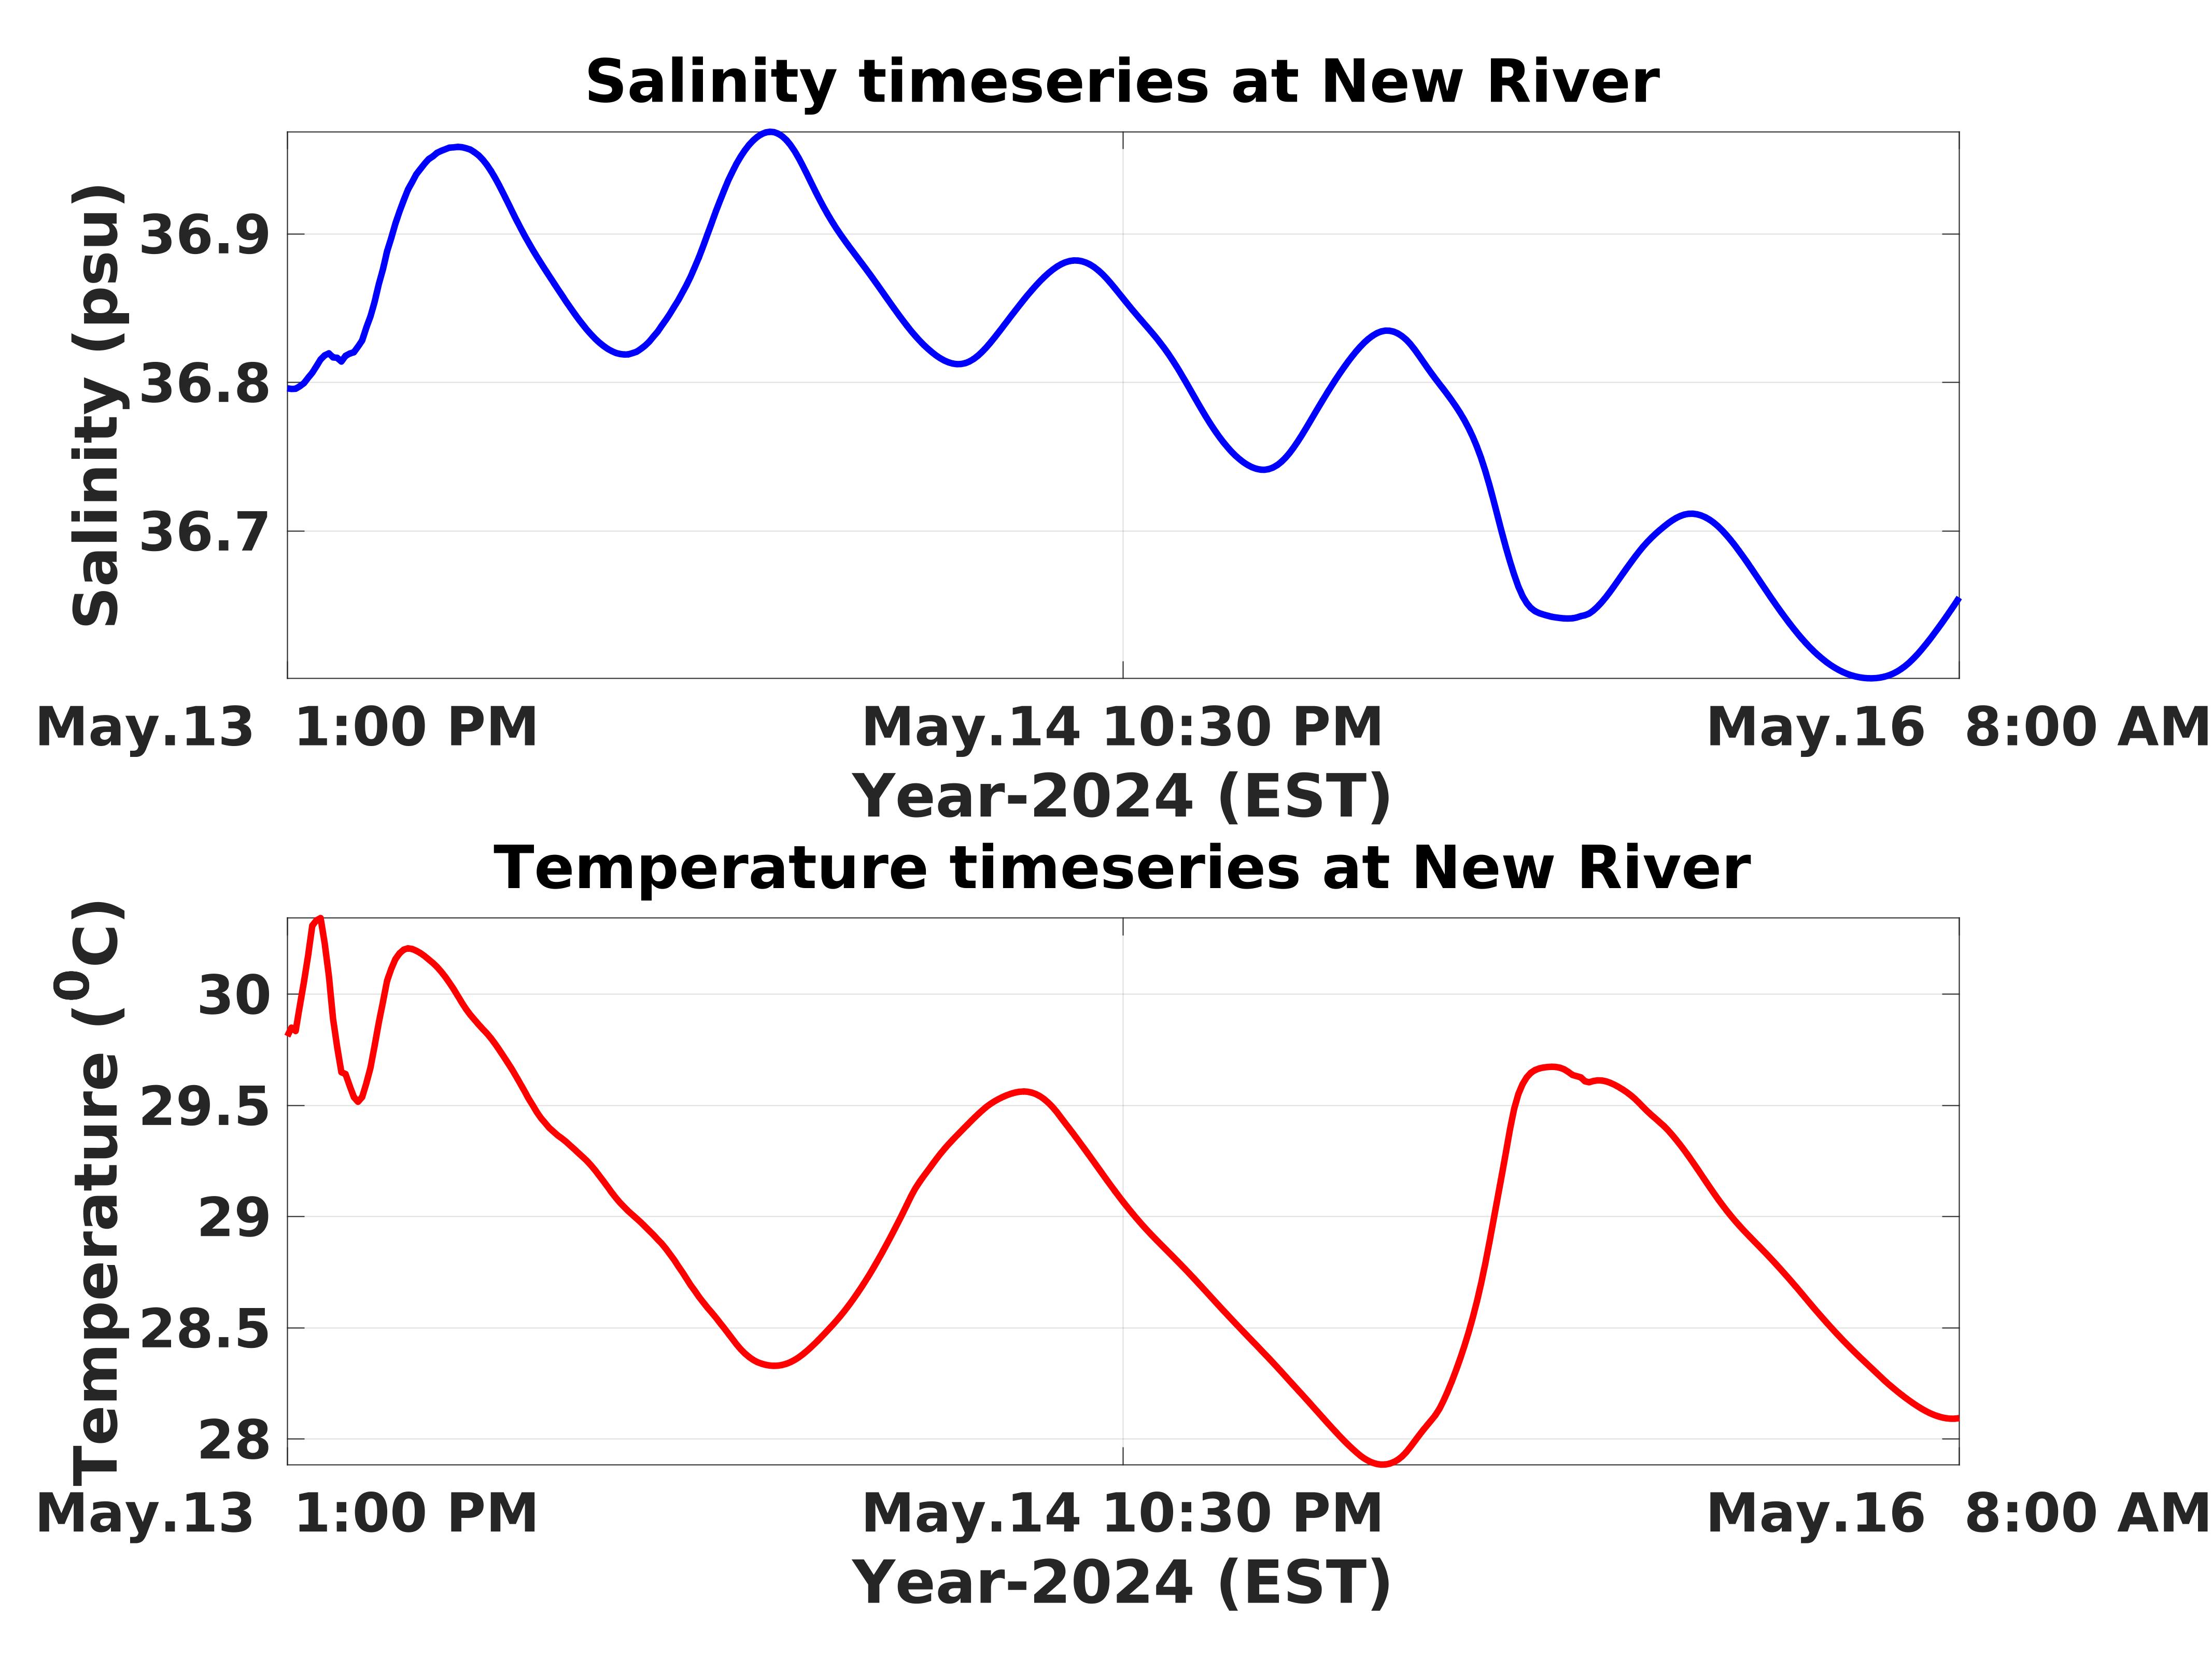 Salinity timeseries at New River
Salinity (psu)
36.9
36.8
36.7
May.13  1:00 PM
May.14 10:30 PM
May.16  8:00 AM
Year-2024 (EST)
Temperature timeseries at New River
Temperature (⁰C)
30
29.5
29
28.5
28
May.13  1:00 PM
May.14 10:30 PM
May.16  8:00 AM
Year-2024 (EST)